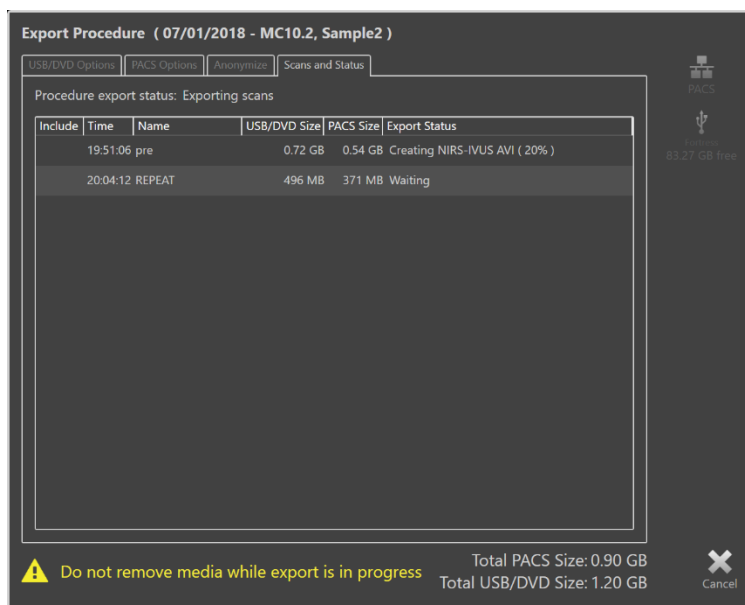 Export Procedure ( 07/01/2018 - MC10.2, Sample2 )
USB/DVD Options PACS Options Anonymize Scans and Status
PACS
Procedure export status: Exporting scans
Include Time Name USB/DVD Size PACS Size Export Status
Fortress
83.27 GB free
19:51:06 pre 0.72 GB 0.54 GB Creating NIRS-IVUS AVI ( 20% )
20:04:12 REPEAT 496 MB 371 MB Waiting
Do not remove media while export is in progress
Total PACS Size: 0.90 GB
Total USB/DVD Size: 1.20 GB
Cancel